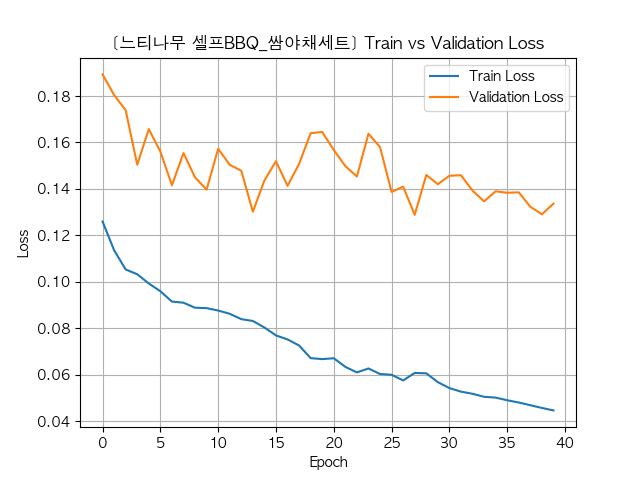 [느티나무 셀프BBQ_쌈야채세트] Train vs Validation Loss
Train Loss
Validation Loss
Loss
0.18
0.16
0.14
0.12
0.10
0.08
0.06
0.04
0 5 10 15 20 25 30 35 40
Epoch